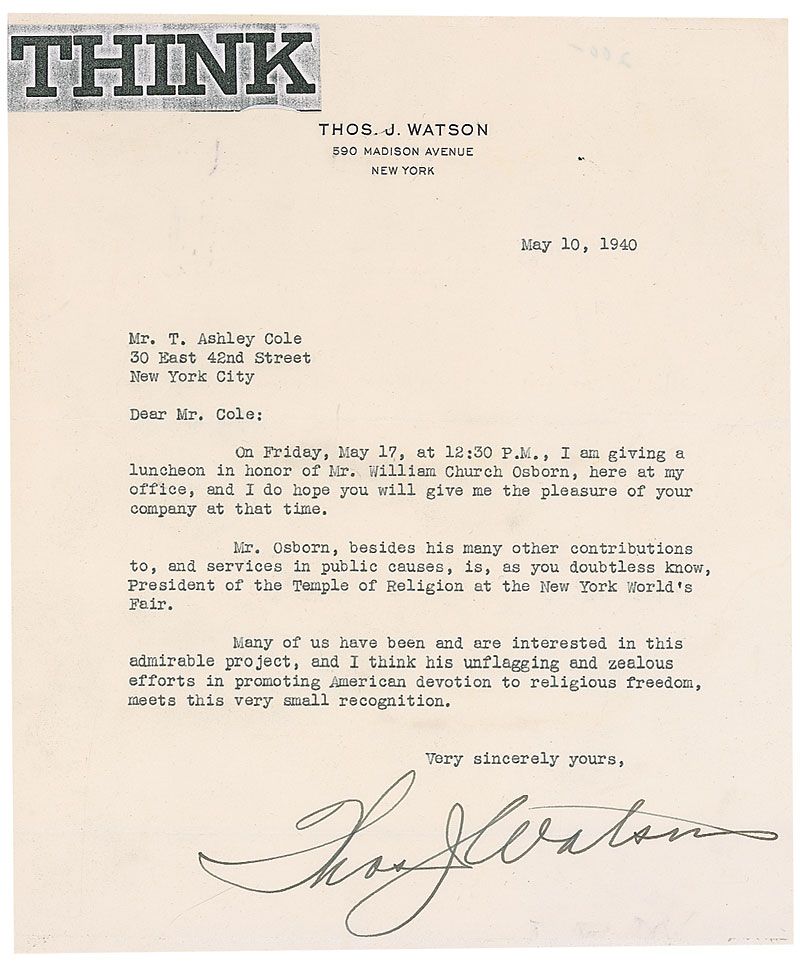 THINK
THOS. J. WATSON
590 MADISON AVENUE
NEW YORK
May 10, 1940
Mr. T. Ashley Cole
30 East 42nd Street
New York City
Dear Mr. Cole:
On Friday, May 17, at 12:30 P.M., I am giving a
luncheon in honor of Mr. William Church Osborn, here at my
office, and I do hope you will give me the pleasure of your
company at that time.
Mr. Osborn, besides his many other contributions
to, and services in public causes, is, as you doubtless know,
President of the Temple of Religion at the New York World's
Fair.
Many of us have been and are interested in this
admirable project, and I think his unflagging and zealous
efforts in promoting American devotion to religious freedom,
meets this very small recognition.
Very sincerely yours,
Thos J Watson